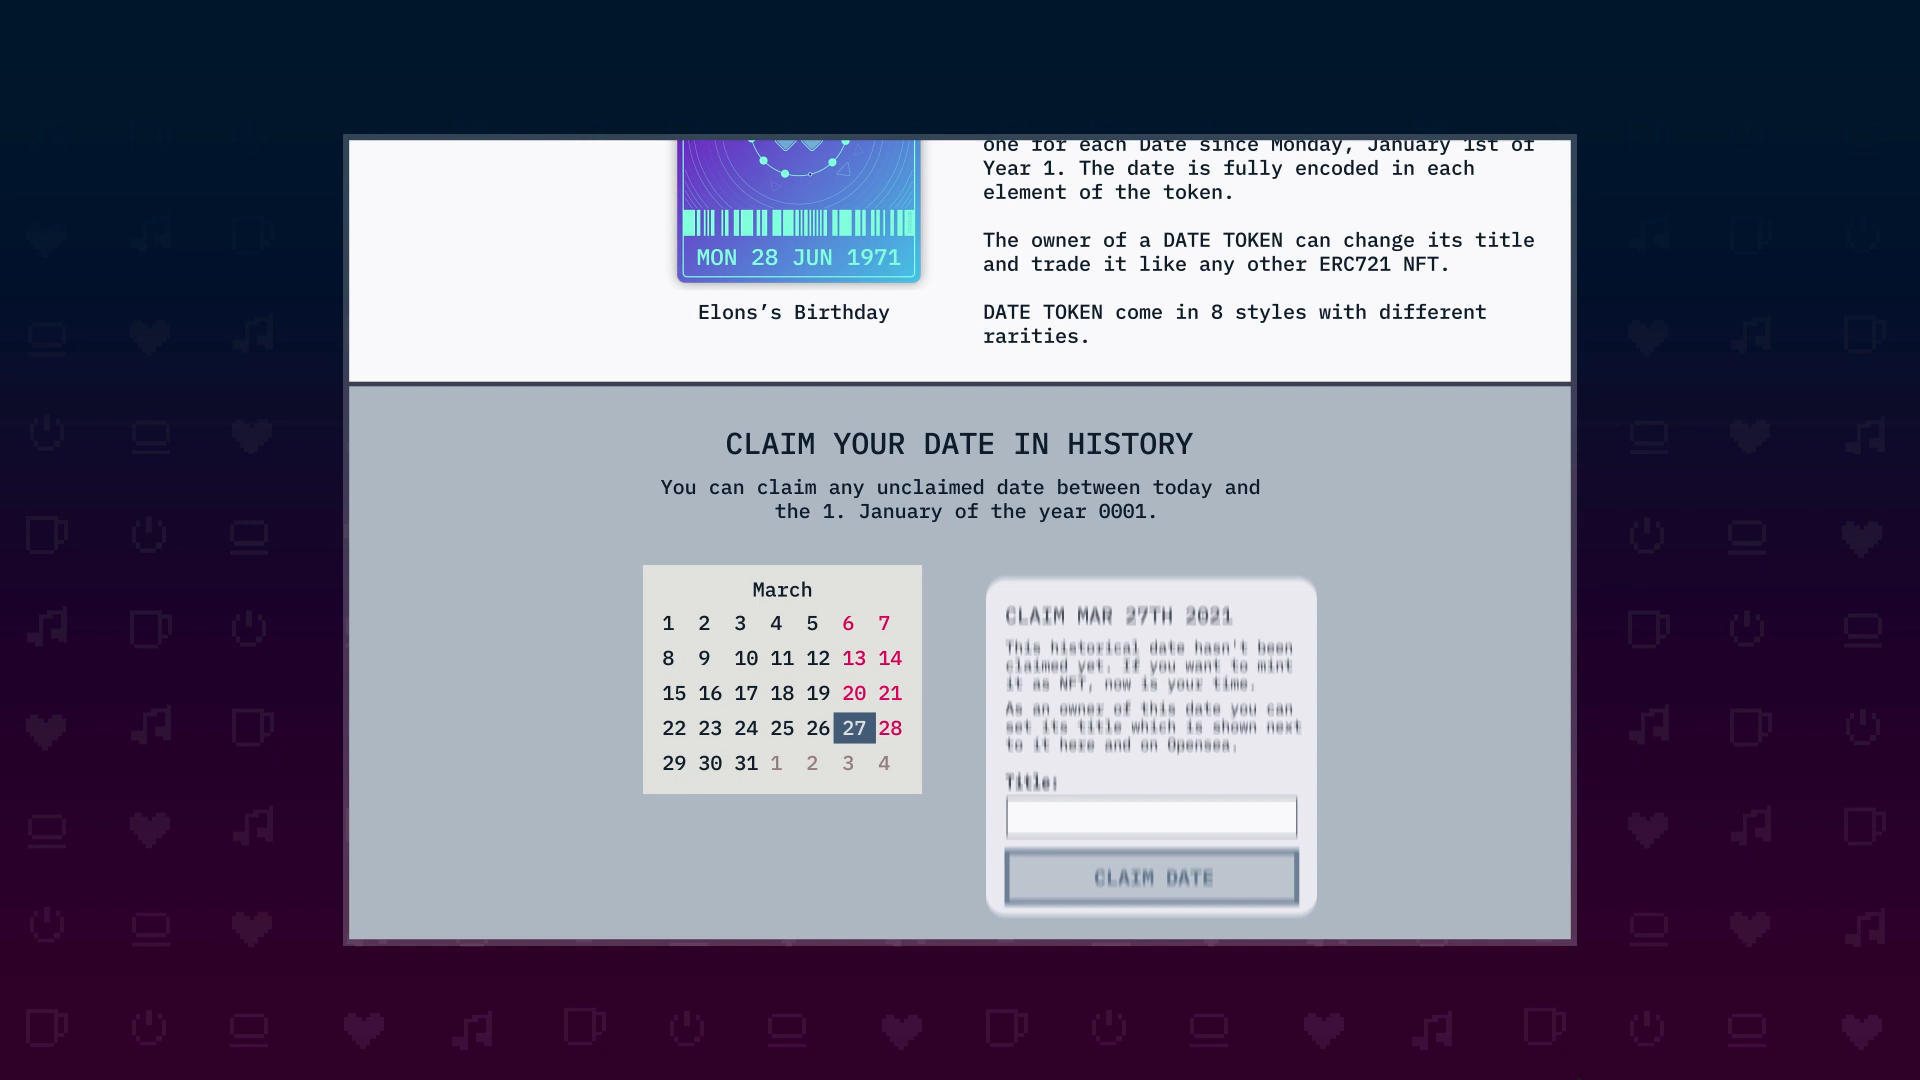 MON 28 JUN 1971
Elons’s Birthday
one for each Date since Monday, January 1st of
Year 1. The date is fully encoded in each
element of the token.
The owner of a DATE TOKEN can change its title
and trade it like any other ERC721 NFT.
DATE TOKEN come in 8 styles with different
rarities.
CLAIM YOUR DATE IN HISTORY
You can claim any unclaimed date between today and
the 1. January of the year 0001.
March
1 2 3 4 5 6 7
8 9 10 11 12 13 14
15 16 17 18 19 20 21
22 23 24 25 26 27 28
29 30 31 1 2 3 4
CLAIM MAR 27TH 2021
This historical date hasn't been
claimed yet. If you want to mint
it as NFT, now is your time.
As an owner of this date you can
set its title which is shown next
to it here and on Opensea.
Title:
CLAIM DATE